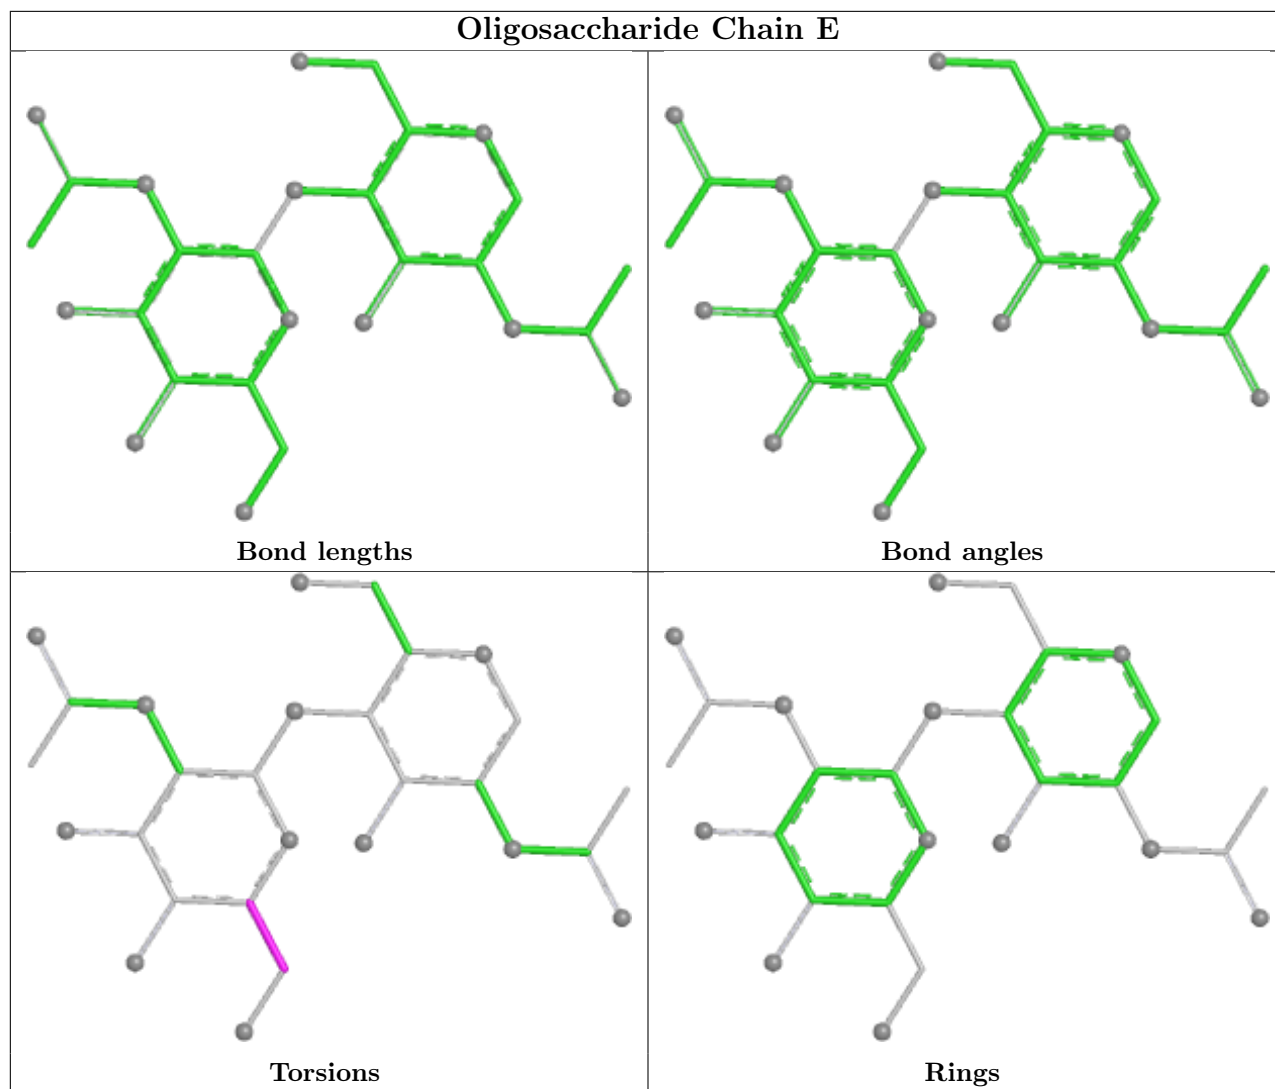 Oligosaccharide Chain E
Bond lengths
Bond angles
Torsions
Rings